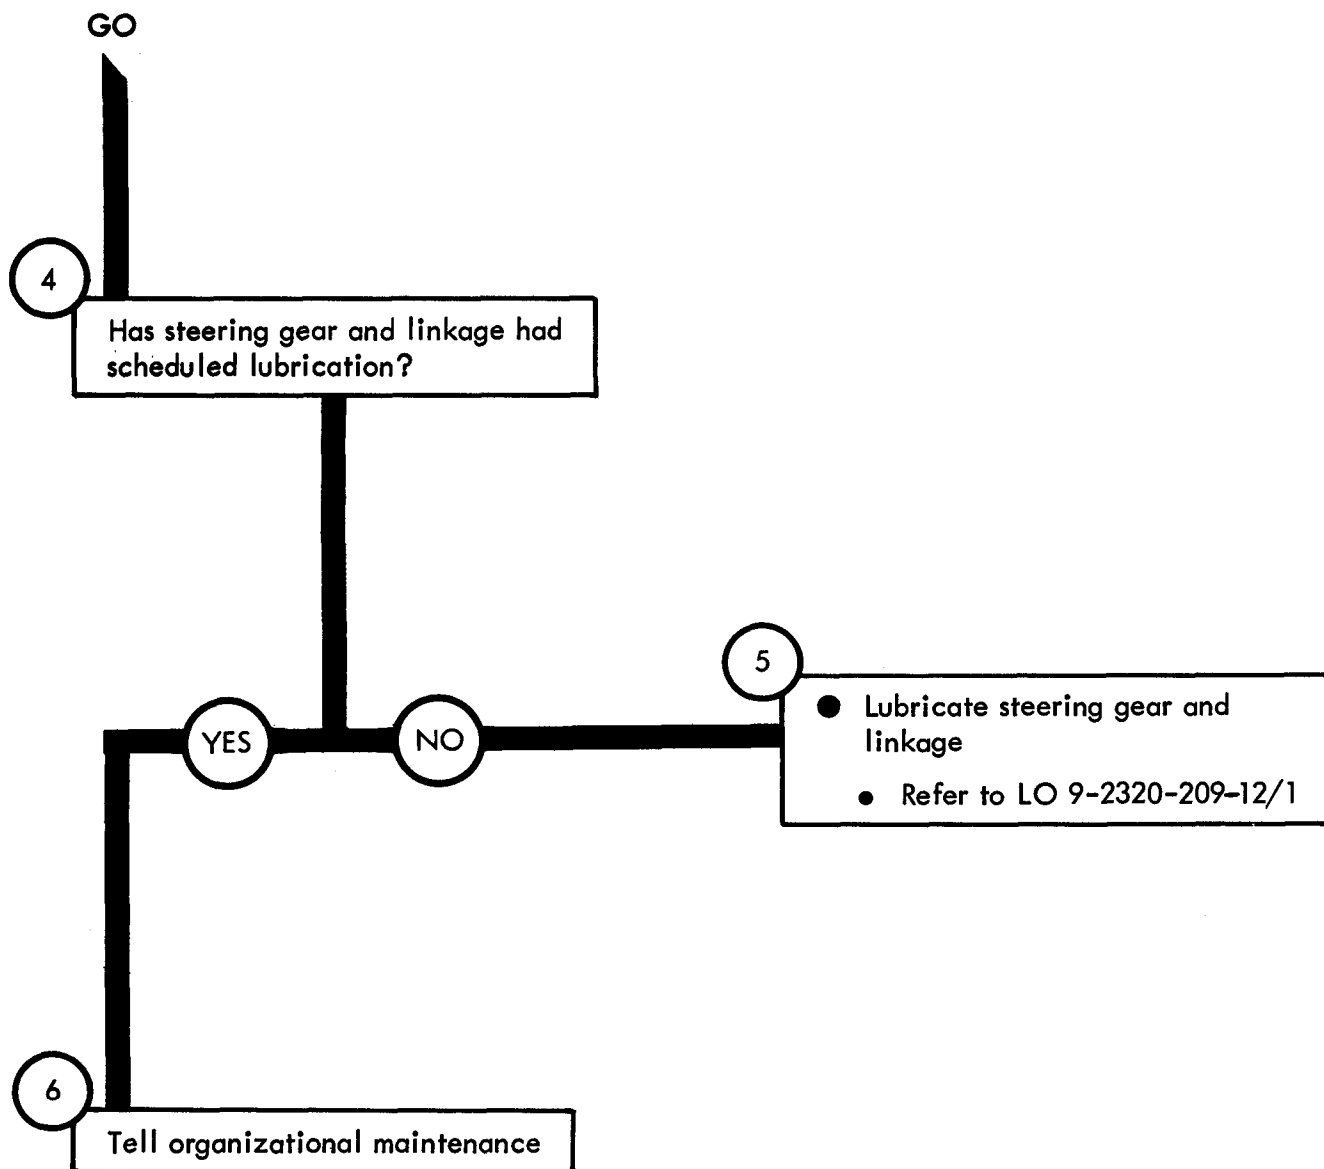 GO
4
Has steering gear and linkage had
scheduled lubrication?
YES
NO
5
● Lubricate steering gear and
linkage
● Refer to LO 9-2320-209-12/1
6
Tell organizational maintenance